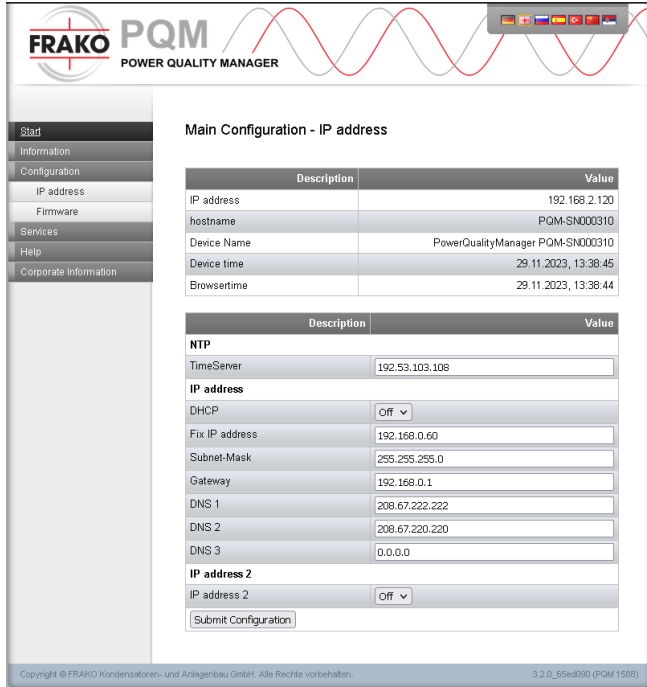 FRAKO
PQM
POWER QUALITY MANAGER
Start
Information
Configuration
IP address
Firmware
Services
Help
Corporate Information
Main Configuration - IP address
Description Value
IP address 192.168.2.120
hostname PQM-SN000310
Device Name PowerQualityManager PQM-SN000310
Device time 29.11.2023, 13:38:45
Browsertime 29.11.2023, 13:38:44
Description Value
NTP
TimeServer 192.53.103.108
IP address
DHCP Off
Fix IP address 192.168.0.60
Subnet-Mask 255.255.255.0
Gateway 192.168.0.1
DNS 1 208.67.222.222
DNS 2 208.67.220.220
DNS 3 0.0.0.0
IP address 2
IP address 2 Off
Submit Configuration
Copyright © FRAKO Kondensatoren- und Anlagenbau GmbH. Alle Rechte vorbehalten. 3.2.0_65ed090 (PQM 1588)